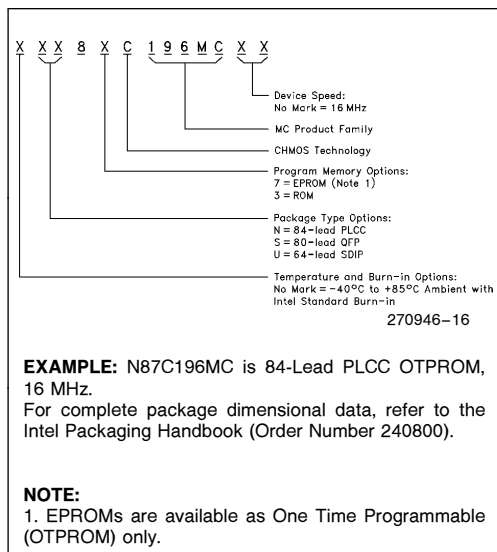 X XX 8 X C 196MC X X
Device Speed:
No Mark = 16 MHz
MC Product Family
CHMOS Technology
Program Memory Options:
7 = EPROM (Note 1)
3 = ROM
Package Type Options:
N = 84-lead PLCC
S = 80-lead QFP
U = 64-lead SDIP
Temperature and Burn-in Options:
No Mark = -40°C to +85°C Ambient with
Intel Standard Burn-in
270946–16
EXAMPLE: N87C196MC is 84-Lead PLCC OTPROM,
16 MHz.
For complete package dimensional data, refer to the
Intel Packaging Handbook (Order Number 240800).
NOTE:
1. EPROMs are available as One Time Programmable
(OTPROM) only.